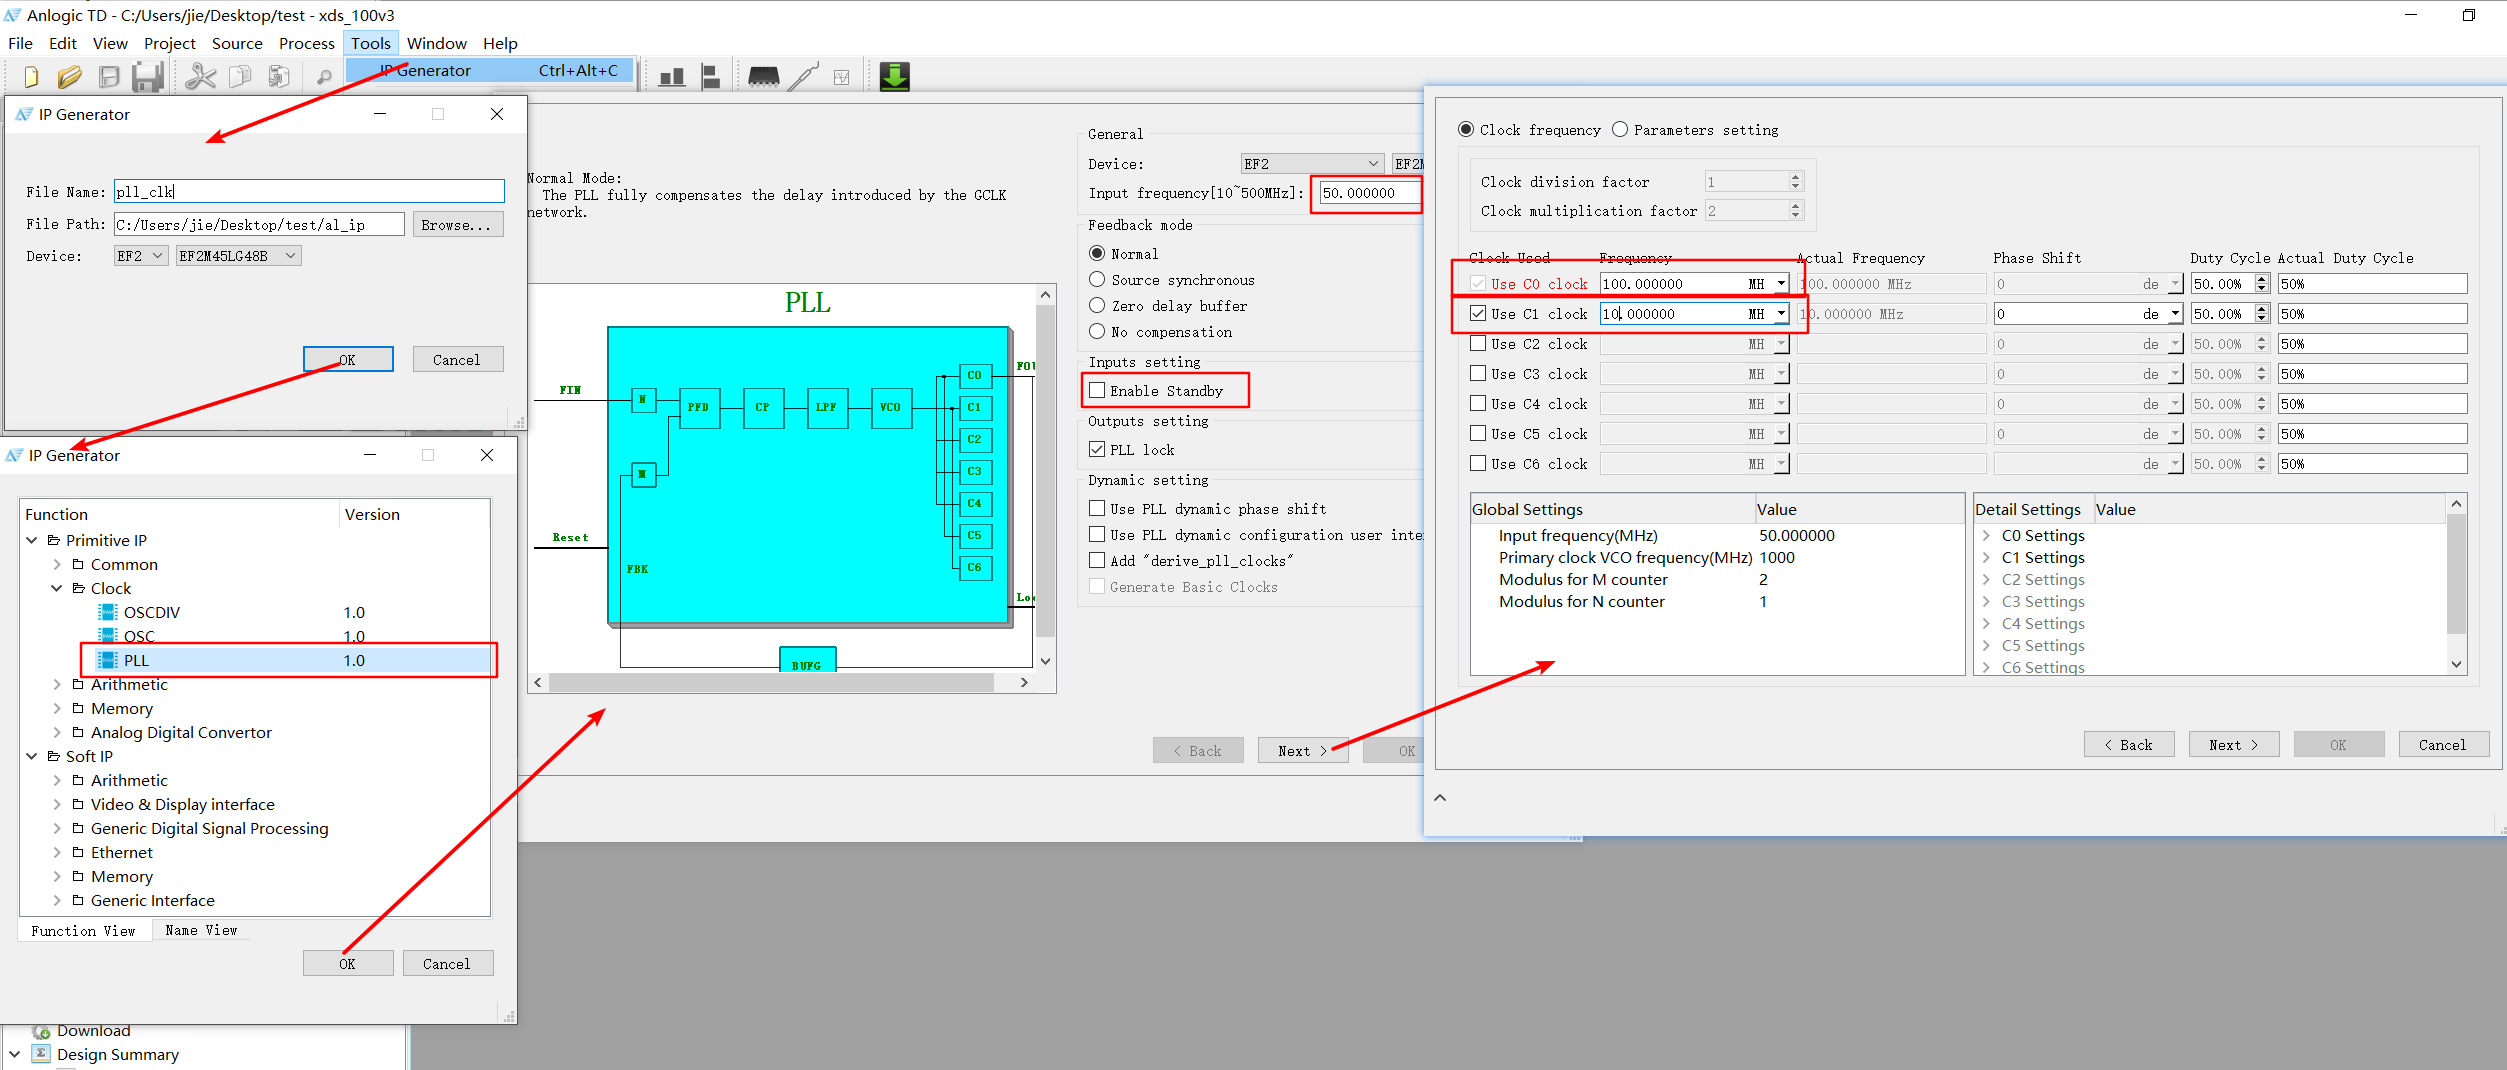 Anlogic TD - C:/Users/jie/Desktop/test - xds_100v3
File Edit View Project Source Process Tools Window Help
IP Generator Ctrl+Alt+C
IP Generator
File Name: pll_clk
File Path: C:/Users/jie/Desktop/test/al_ip Browse...
Device: EF2 EF2M45LG48B
OK Cancel
IP Generator
Function Version
Primitive IP
Common
Clock
OSCDIV 1.0
OSC 1.0
PLL 1.0
Arithmetic
Memory
Analog Digital Convertor
Soft IP
Arithmetic
Video & Display interface
Generic Digital Signal Processing
Ethernet
Memory
Generic Interface
Function View Name View
OK Cancel
Download
Design Summary
Normal Mode:
The PLL fully compensates the delay introduced by the GCLK
network.
PLL
FIN
N
PFD
CP
LPF
VCO
C0
C1
C2
C3
C4
C5
C6
M
Reset
FBK
BUFG
General
Device: EF2
Input frequency[10~500MHz]: 50.000000
Feedback mode
Normal
Source synchronous
Zero delay buffer
No compensation
Inputs setting
Enable Standby
Outputs setting
PLL lock
Dynamic setting
Use PLL dynamic phase shift
Use PLL dynamic configuration user inte
Add "derive_pll_clocks"
Generate Basic Clocks
< Back Next > OK
Clock frequency Parameters setting
Clock division factor 1
Clock multiplication factor 2
Clock Used Frequency Actual Frequency Phase Shift Duty Cycle Actual Duty Cycle
Use C0 clock 100.000000 MH 100.000000 MHz 0 de 50.00% 50%
Use C1 clock 10.000000 MH 10.000000 MHz 0 de 50.00% 50%
Use C2 clock MH 0 de 50.00% 50%
Use C3 clock MH 0 de 50.00% 50%
Use C4 clock MH 0 de 50.00% 50%
Use C5 clock MH 0 de 50.00% 50%
Use C6 clock MH de 50.00% 50%
Global Settings Value
Input frequency(MHz) 50.000000
Primary clock VCO frequency(MHz) 1000
Modulus for M counter 2
Modulus for N counter 1
Detail Settings Value
C0 Settings
C1 Settings
C2 Settings
C3 Settings
C4 Settings
C5 Settings
C6 Settings
< Back Next > OK Cancel